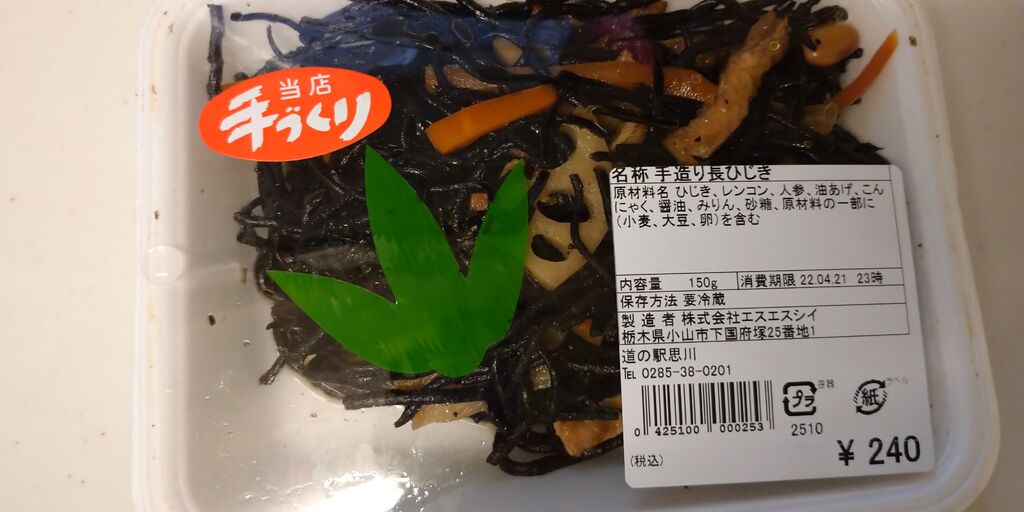 当店
手づくり
名称 手造り長ひじき
原材料名 ひじき、レンコン、人参、油あげ、こん
にゃく、醤油、みりん、砂糖、原材料の一部に
(小麦、大豆、卵)を含む
内容量 150g 消費期限 22.04.21 23時
保存方法 要冷蔵
製造者 株式会社エスエスシイ
栃木県小山市下国府塚25番地1
道の駅思川
TEL 0285-38-0201
0 425100 000253
プラ 容器
紙 ラベル
2510
(税込)
¥ 240